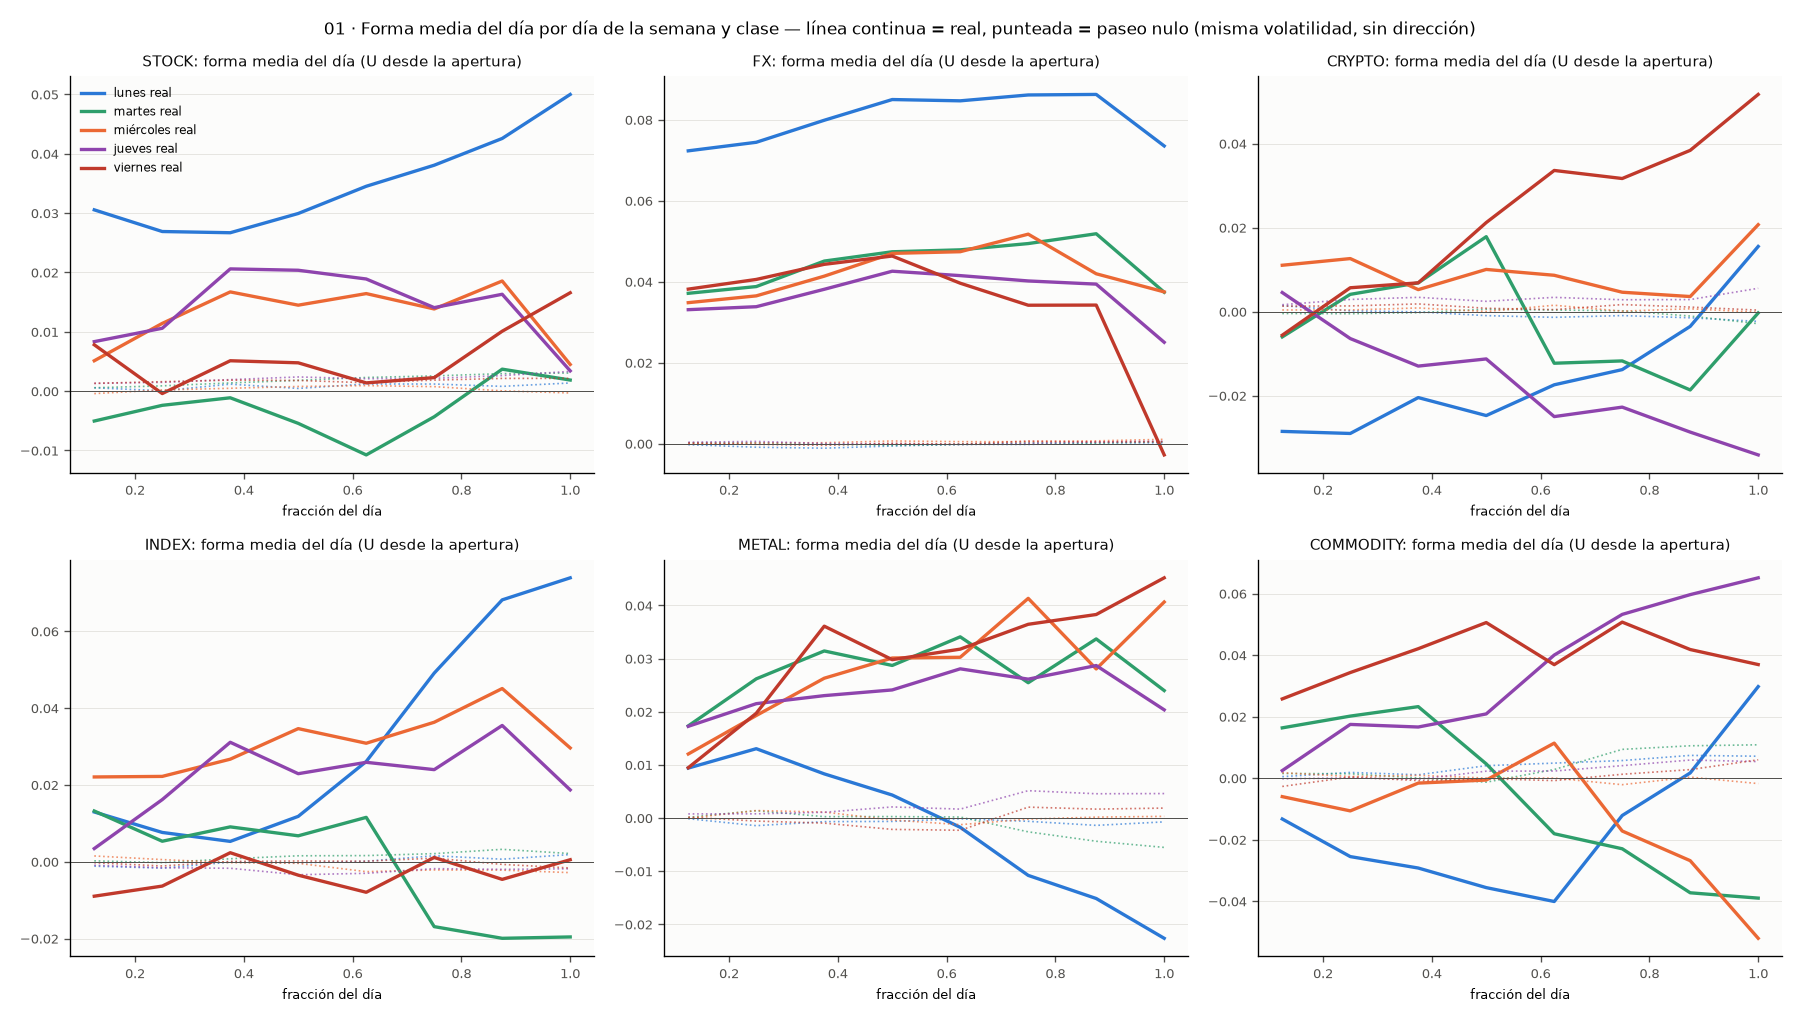 01 · Forma media del día por día de la semana y clase — línea continua = real, punteada = paseo nulo (misma volatilidad, sin dirección)
STOCK: forma media del día (U desde la apertura)
0.05
0.04
0.03
0.02
0.01
0.00
−0.01
lunes real
martes real
miércoles real
jueves real
viernes real
0.2 0.4 0.6 0.8 1.0
fracción del día
FX: forma media del día (U desde la apertura)
0.08
0.06
0.04
0.02
0.00
0.2 0.4 0.6 0.8 1.0
fracción del día
CRYPTO: forma media del día (U desde la apertura)
0.04
0.02
0.00
−0.02
0.2 0.4 0.6 0.8 1.0
fracción del día
INDEX: forma media del día (U desde la apertura)
0.06
0.04
0.02
0.00
−0.02
0.2 0.4 0.6 0.8 1.0
fracción del día
METAL: forma media del día (U desde la apertura)
0.04
0.03
0.02
0.01
0.00
−0.01
−0.02
0.2 0.4 0.6 0.8 1.0
fracción del día
COMMODITY: forma media del día (U desde la apertura)
0.06
0.04
0.02
0.00
−0.02
−0.04
0.2 0.4 0.6 0.8 1.0
fracción del día